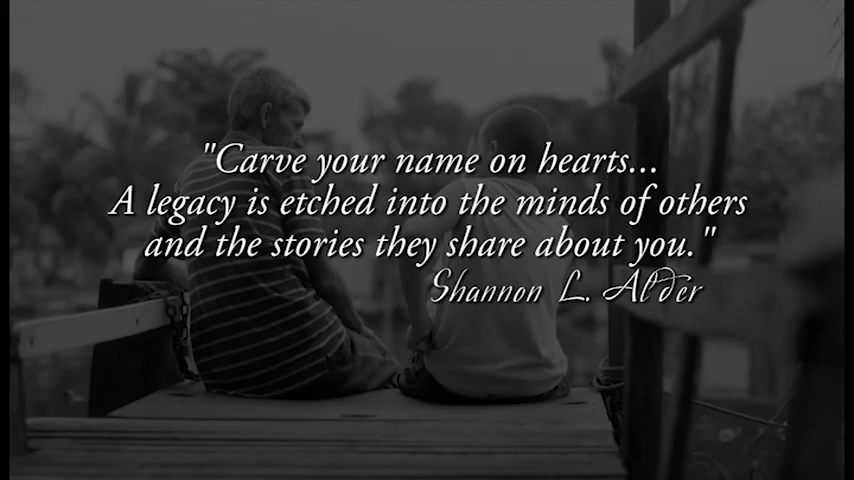 "Carve your name on hearts...
A legacy is etched into the minds of others
and the stories they share about you."
Shannon L. Alder